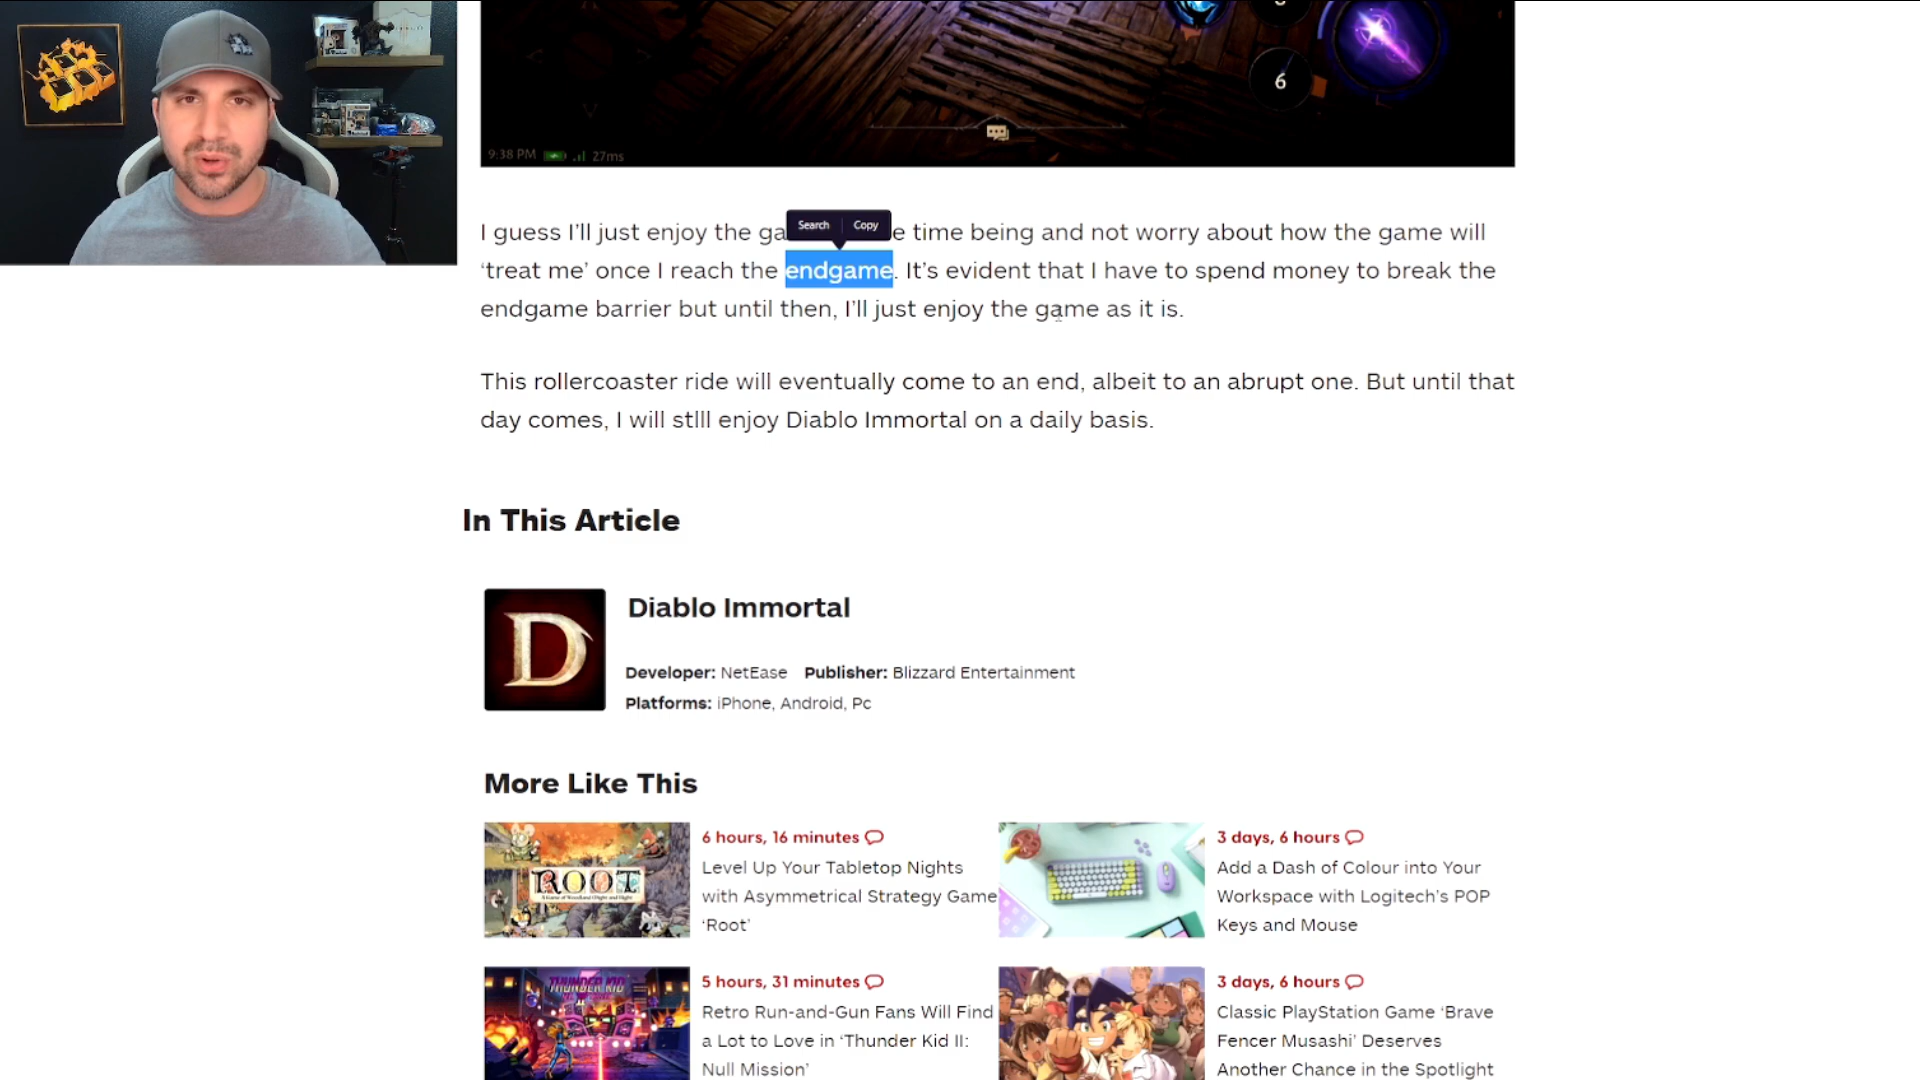 6
9:38 PM 27ms
Search Copy
I guess I'll just enjoy the ga e time being and not worry about how the game will
'treat me' once I reach the endgame. It's evident that I have to spend money to break the
endgame barrier but until then, I'll just enjoy the game as it is.
This rollercoaster ride will eventually come to an end, albeit to an abrupt one. But until that
day comes, I will stlll enjoy Diablo Immortal on a daily basis.
In This Article
D
Diablo Immortal
Developer: NetEase Publisher: Blizzard Entertainment
Platforms: iPhone, Android, Pc
More Like This
ROOT
6 hours, 16 minutes
Level Up Your Tabletop Nights
with Asymmetrical Strategy Game
'Root'
3 days, 6 hours
Add a Dash of Colour into Your
Workspace with Logitech's POP
Keys and Mouse
THUNDER KID
5 hours, 31 minutes
Retro Run-and-Gun Fans Will Find
a Lot to Love in 'Thunder Kid II:
Null Mission'
3 days, 6 hours
Classic PlayStation Game 'Brave
Fencer Musashi' Deserves
Another Chance in the Spotlight